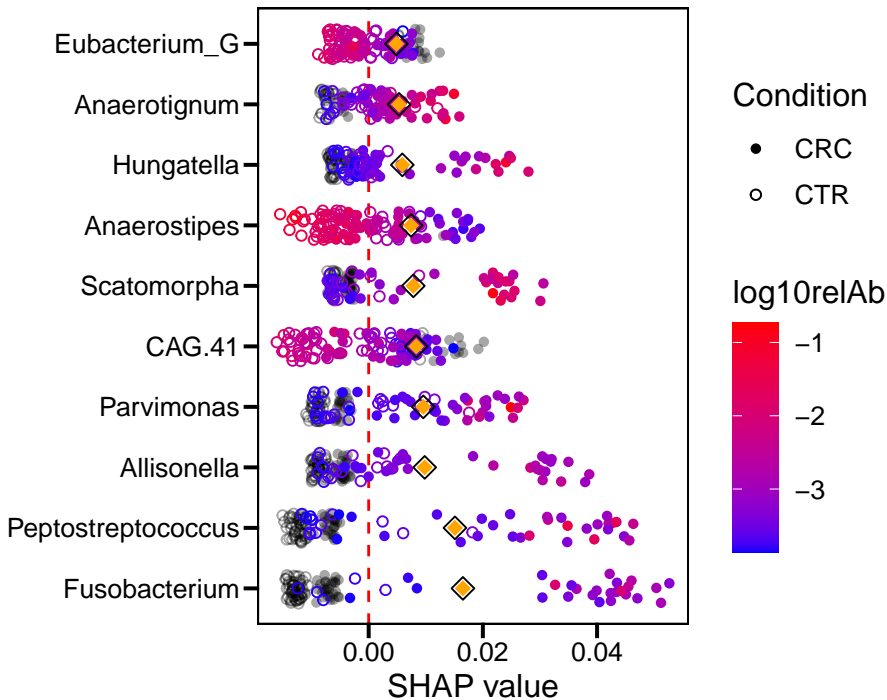 Eubacterium_G
Anaerotignum
Hungatella
Anaerostipes
Scatomorpha
CAG.41
Parvimonas
Allisonella
Peptostreptococcus
Fusobacterium
0.00 0.02 0.04
SHAP value
Condition
CRC
CTR
log10relAb
−1
−2
−3